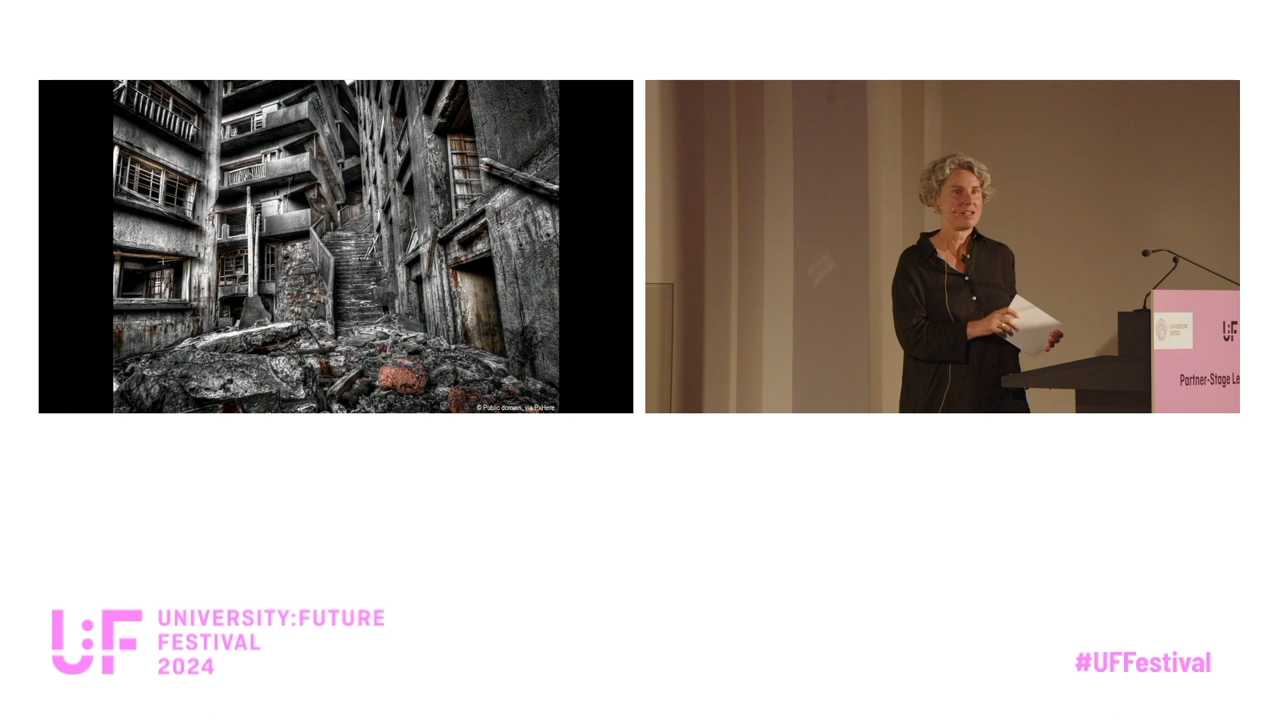 © Public domain, via PxHere
UF
Partner-Stage Le
U:F
UNIVERSITY:FUTURE
FESTIVAL
2024
#UFFestival